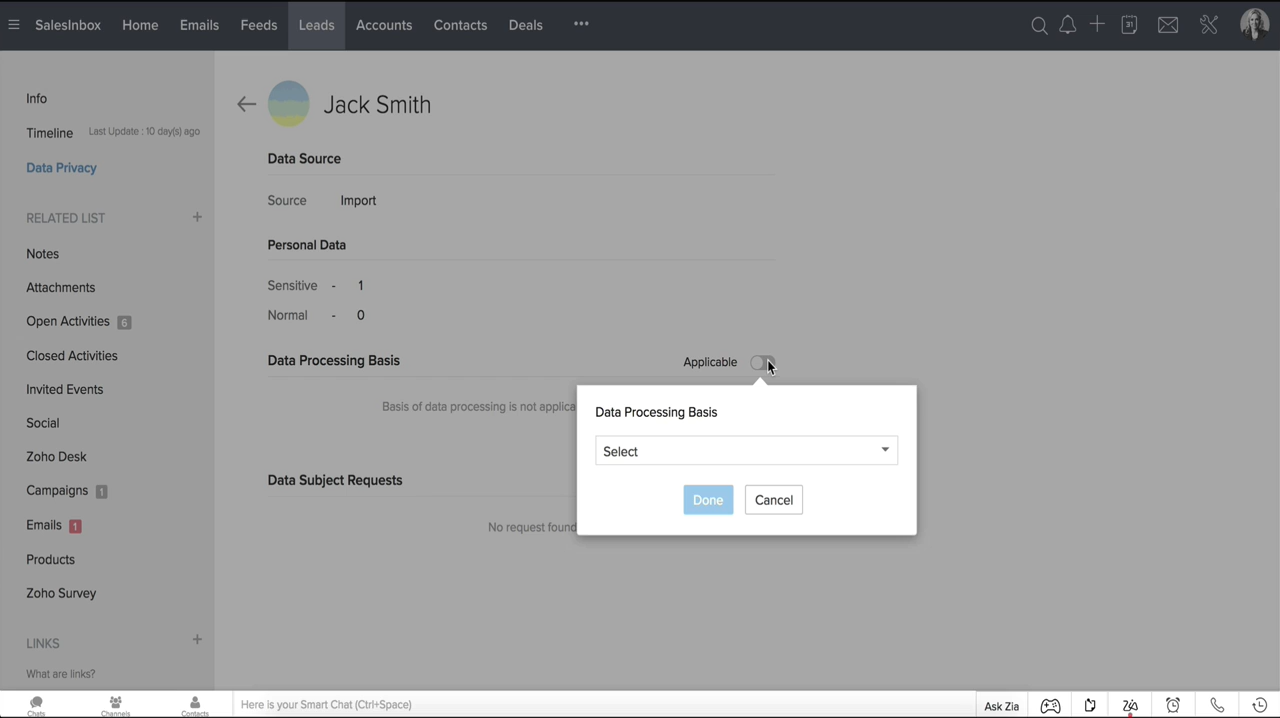 SalesInbox Home Emails Feeds Leads Accounts Contacts Deals ••• 31
Info
Timeline Last Update : 10 day(s) ago
Data Privacy
RELATED LIST +
Notes
Attachments
Open Activities 6
Closed Activities
Invited Events
Social
Zoho Desk
Campaigns 1
Emails 1
Products
Zoho Survey
LINKS +
What are links?
Jack Smith
Data Source
Source Import
Personal Data
Sensitive - 1
Normal - 0
Data Processing Basis Applicable
Basis of data processing is not applica
Data Processing Basis
Select
Done Cancel
Data Subject Requests
No request found
Chats Channels Contacts Here is your Smart Chat (Ctrl+Space) Ask Zia